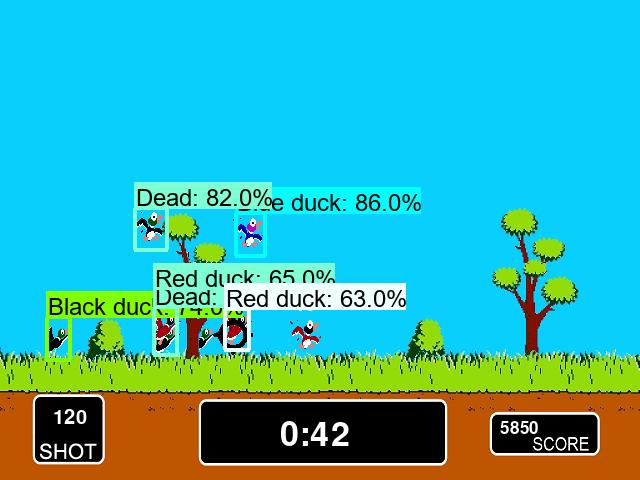 Dead: 82.0%
e duck: 86.0%
Red duck: 65.0%
Dead:
Red duck: 63.0%
Black duc
120
SHOT
0:42
5850
SCORE